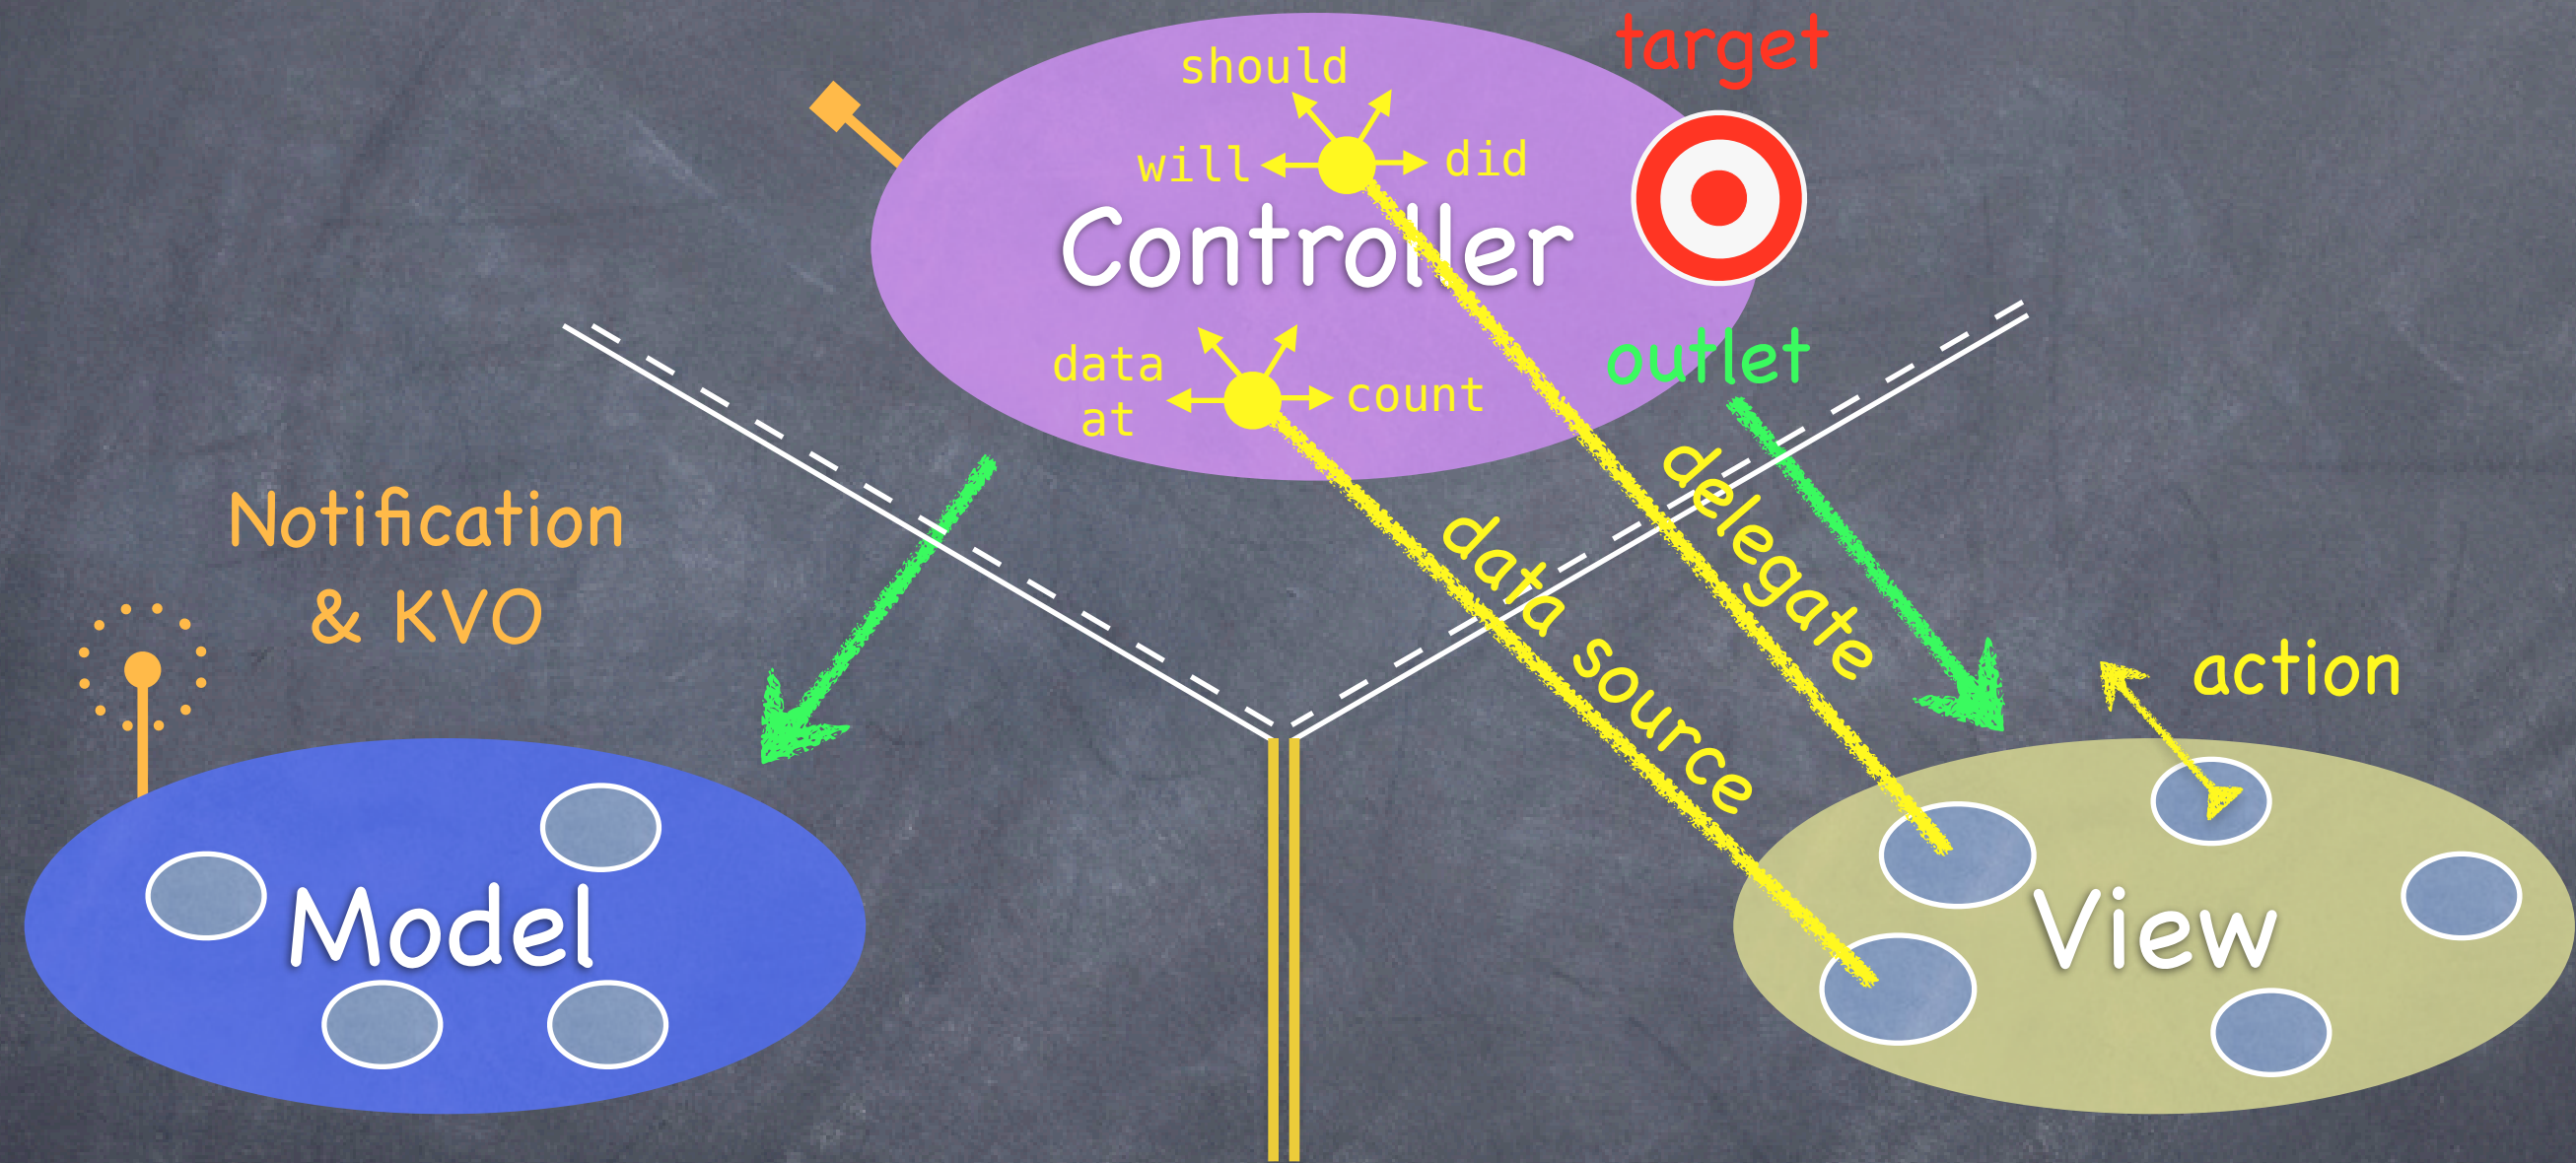 target
should
will
did
Controller
outlet
data
at
count
delegate
data source
Notification
& KVO
action
Model
View